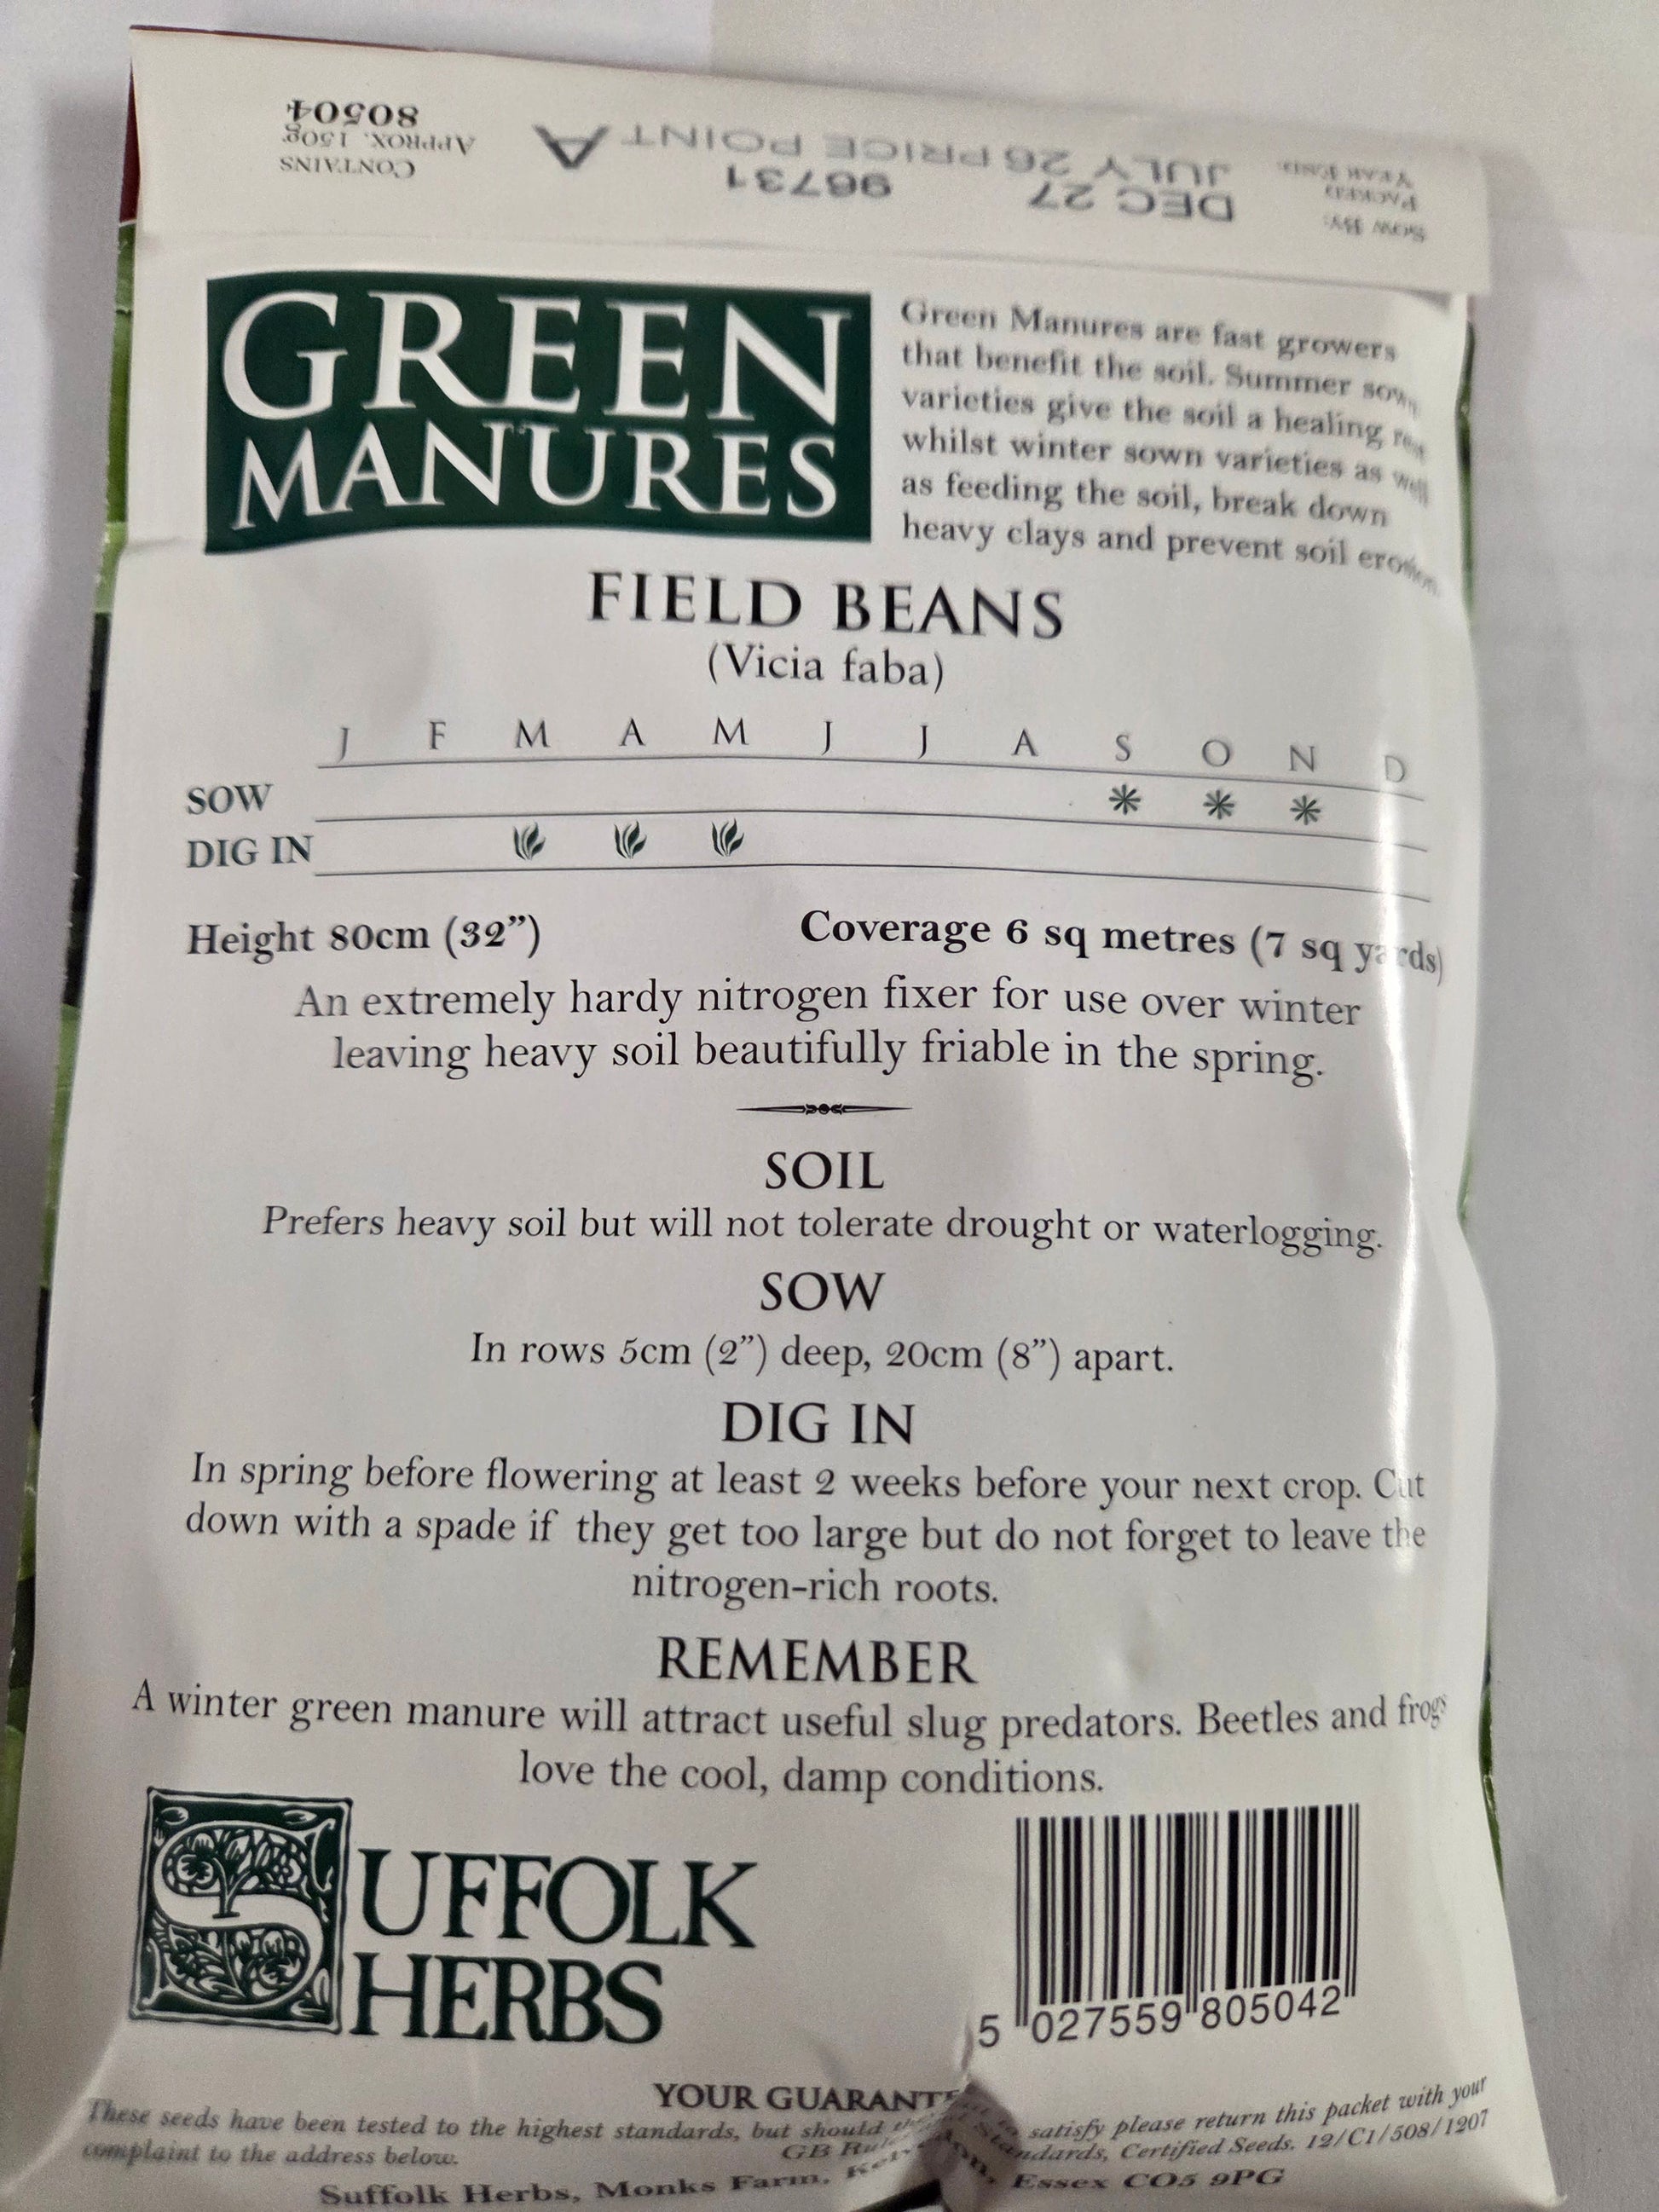 CONTAINS
APPROX. 150g
80504
96731
PRICE POINT A
DEC 27
JULY 26
SOW BY:
PACKED
YEAR END:
GREEN
MANURES
Green Manures are fast growers
that benefit the soil. Summer sown
varieties give the soil a healing
whilst winter sown varieties as well
as feeding the soil, break down
heavy clays and prevent soil erosion
FIELD BEANS
(Vicia faba)
J F M A M J J A S O N D
SOW
DIG IN
Height 80cm (32”) Coverage 6 sq metres (7 sq yards)
An extremely hardy nitrogen fixer for use over winter
leaving heavy soil beautifully friable in the spring.
SOIL
Prefers heavy soil but will not tolerate drought or waterlogging.
SOW
In rows 5cm (2”) deep, 20cm (8”) apart.
DIG IN
In spring before flowering at least 2 weeks before your next crop. Cut
down with a spade if they get too large but do not forget to leave the
nitrogen-rich roots.
REMEMBER
A winter green manure will attract useful slug predators. Beetles and frogs
love the cool, damp conditions.
SUFFOLK
HERBS
5 027559 805042
YOUR GUARANTE
These seeds have been tested to the highest standards, but should satisfy please return this packet with your
complaint to the address below. GB Certified Seeds. 12/C1/508/1207
Suffolk Herbs, Monks Farm, Essex CO5 9PG